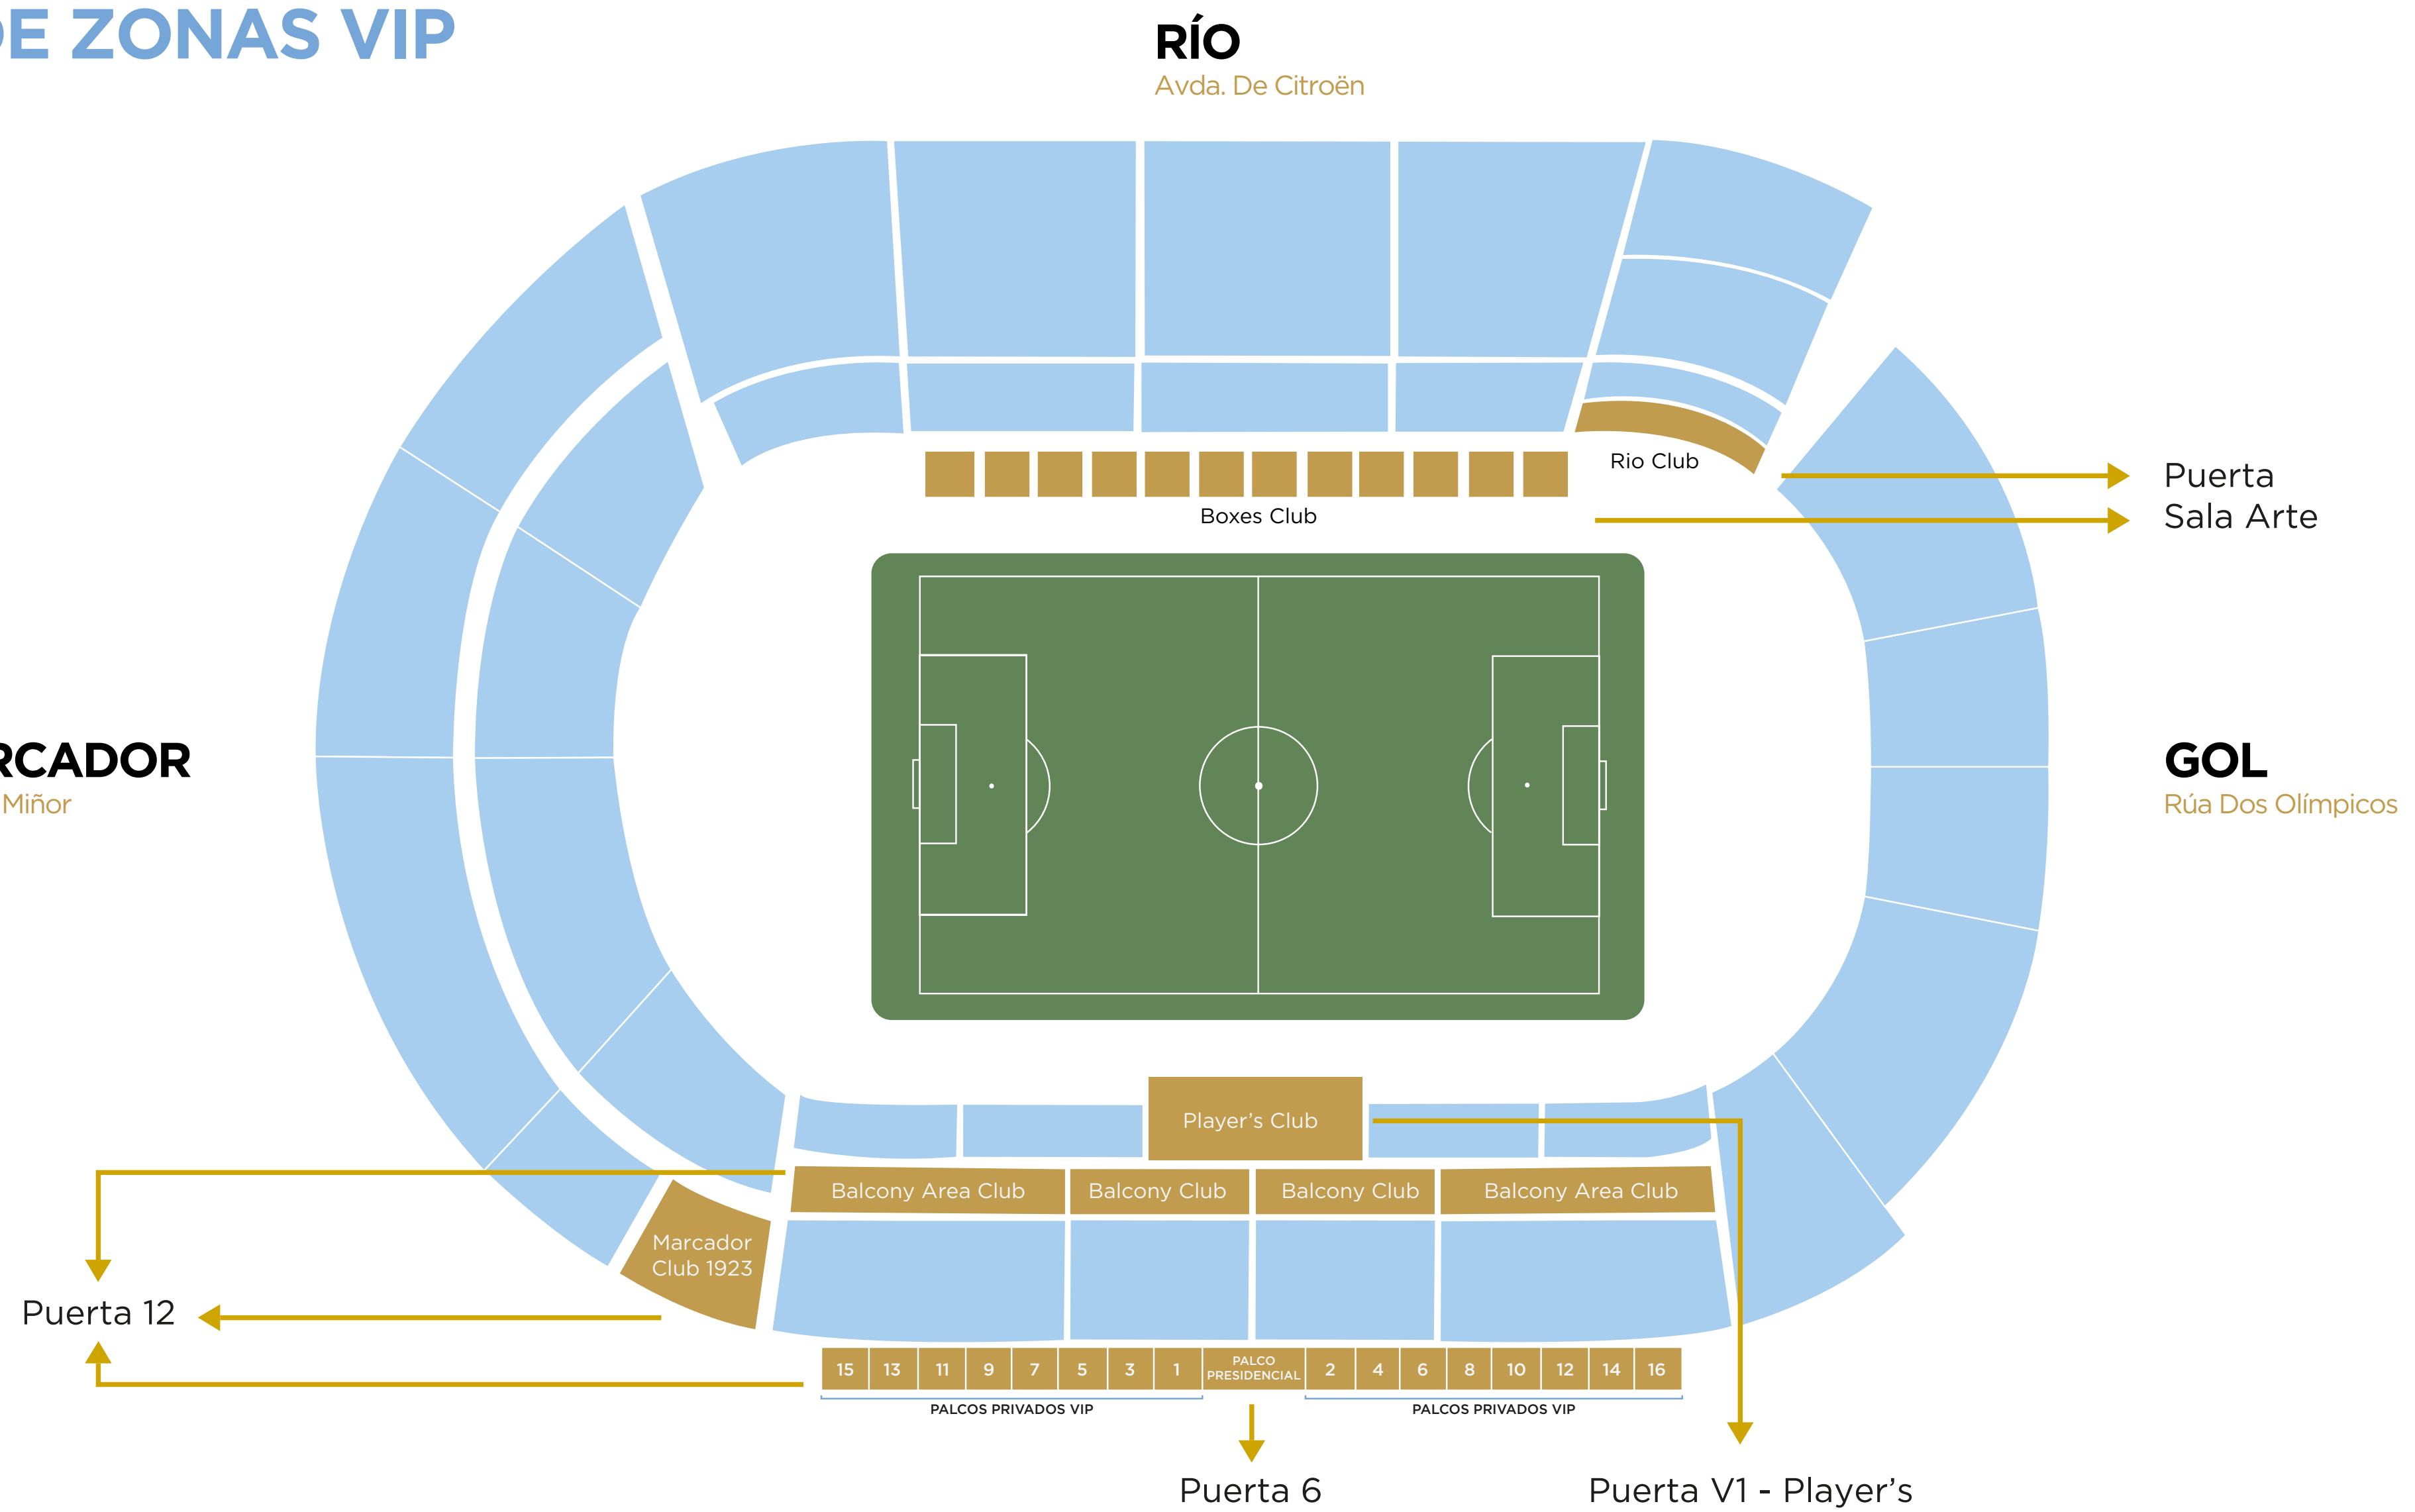 DE ZONAS VIP
RÍO
Avda. De Citroën
Rio Club
Boxes Club
Puerta
Sala Arte
RCADOR
Miñor
GOL
Rúa Dos Olímpicos
Player's Club
Balcony Area Club
Balcony Club
Balcony Club
Balcony Area Club
Marcador
Club 1923
Puerta 12
15 13 11 9 7 5 3 1
PALCO
PRESIDENCIAL
2 4 6 8 10 12 14 16
PALCOS PRIVADOS VIP
PALCOS PRIVADOS VIP
Puerta 6
Puerta V1 - Player's